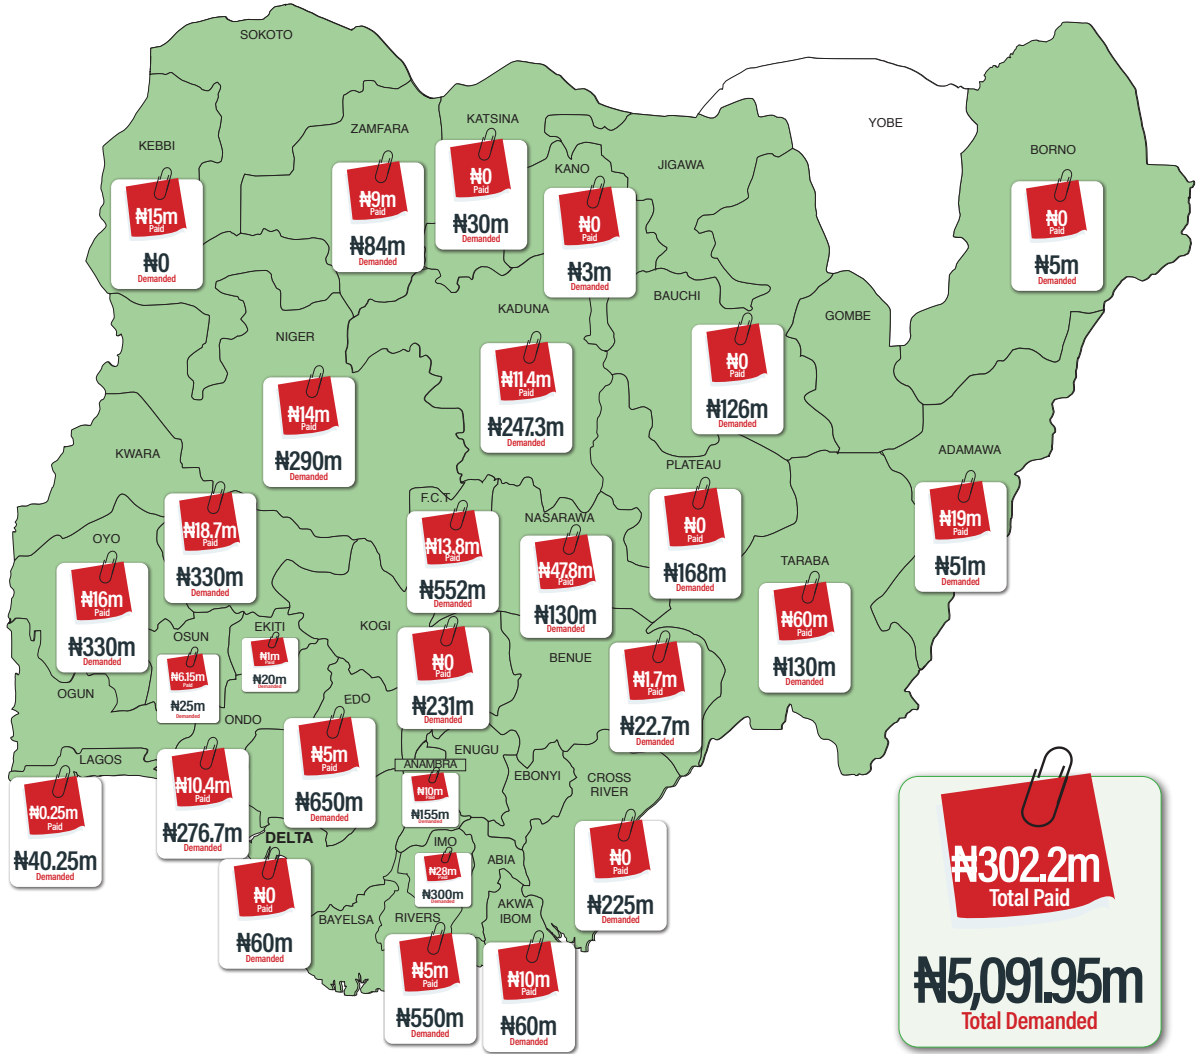 SOKOTO
KEBBI
₦15m
Paid
₦0
Demanded
ZAMFARA
₦9m
Paid
₦84m
Demanded
KATSINA
₦0
Paid
₦30m
Demanded
KANO
₦0
Paid
₦3m
Demanded
JIGAWA
YOBE
BORNO
₦0
Paid
₦5m
Demanded
NIGER
₦14m
Paid
₦290m
Demanded
KADUNA
₦11.4m
Paid
₦247.3m
Demanded
BAUCHI
₦0
Paid
₦126m
Demanded
GOMBE
KWARA
₦18.7m
Paid
₦330m
Demanded
F.C.T
₦13.8m
Paid
₦552m
Demanded
NASARAWA
₦47.8m
Paid
₦130m
Demanded
PLATEAU
₦0
Paid
₦168m
Demanded
ADAMAWA
₦19m
Paid
₦51m
Demanded
TARABA
₦60m
Paid
₦130m
Demanded
OYO
₦16m
Paid
₦330m
Demanded
OSUN
₦6.15m
Paid
₦25m
Demanded
EKITI
₦1m
Paid
₦20m
Demanded
KOGI
₦0
Paid
₦231m
Demanded
BENUE
₦1.7m
Paid
₦22.7m
Demanded
OGUN
LAGOS
₦0.25m
Paid
₦40.25m
Demanded
ONDO
₦10.4m
Paid
₦276.7m
Demanded
EDO
₦5m
Paid
₦650m
Demanded
ENUGU
ANAMBRA
₦10m
Paid
₦155m
Demanded
EBONYI
CROSS
RIVER
₦0
Paid
₦225m
Demanded
DELTA
₦0
Paid
₦60m
Demanded
IMO
₦28m
Paid
₦300m
Demanded
ABIA
BAYELSA
RIVERS
₦5m
Paid
₦550m
Demanded
AKWA
IBOM
₦10m
Paid
₦60m
Demanded
₦302.2m
Total Paid
₦5,091.95m
Total Demanded